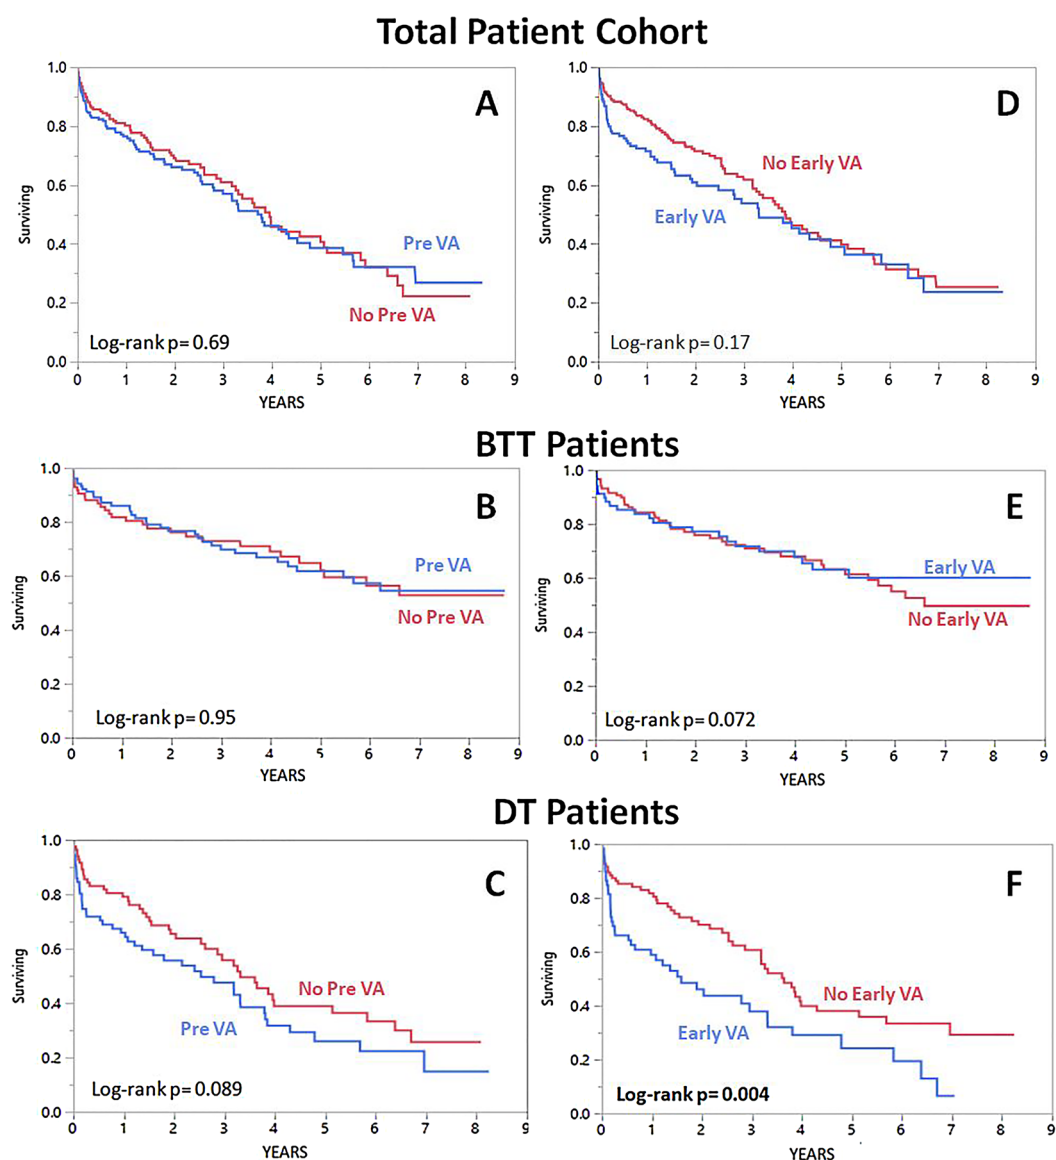 Total Patient Cohort
A
1.0
0.8
0.6
0.4
0.2
0.0
Surviving
Pre VA
No Pre VA
Log-rank p= 0.69
0 1 2 3 4 5 6 7 8 9
YEARS
D
1.0
0.8
0.6
0.4
0.2
0.0
Surviving
No Early VA
Early VA
Log-rank p= 0.17
0 1 2 3 4 5 6 7 8 9
YEARS
BTT Patients
B
1.0
0.8
0.6
0.4
0.2
0.0
Surviving
Pre VA
No Pre VA
Log-rank p= 0.95
0 1 2 3 4 5 6 7 8 9
YEARS
E
1.0
0.8
0.6
0.4
0.2
0.0
Surviving
Early VA
No Early VA
Log-rank p= 0.072
0 1 2 3 4 5 6 7 8 9
YEARS
DT Patients
C
1.0
0.8
0.6
0.4
0.2
0.0
Surviving
No Pre VA
Pre VA
Log-rank p= 0.089
0 1 2 3 4 5 6 7 8 9
YEARS
F
1.0
0.8
0.6
0.4
0.2
0.0
Surviving
No Early VA
Early VA
Log-rank p= 0.004
0 1 2 3 4 5 6 7 8 9
YEARS